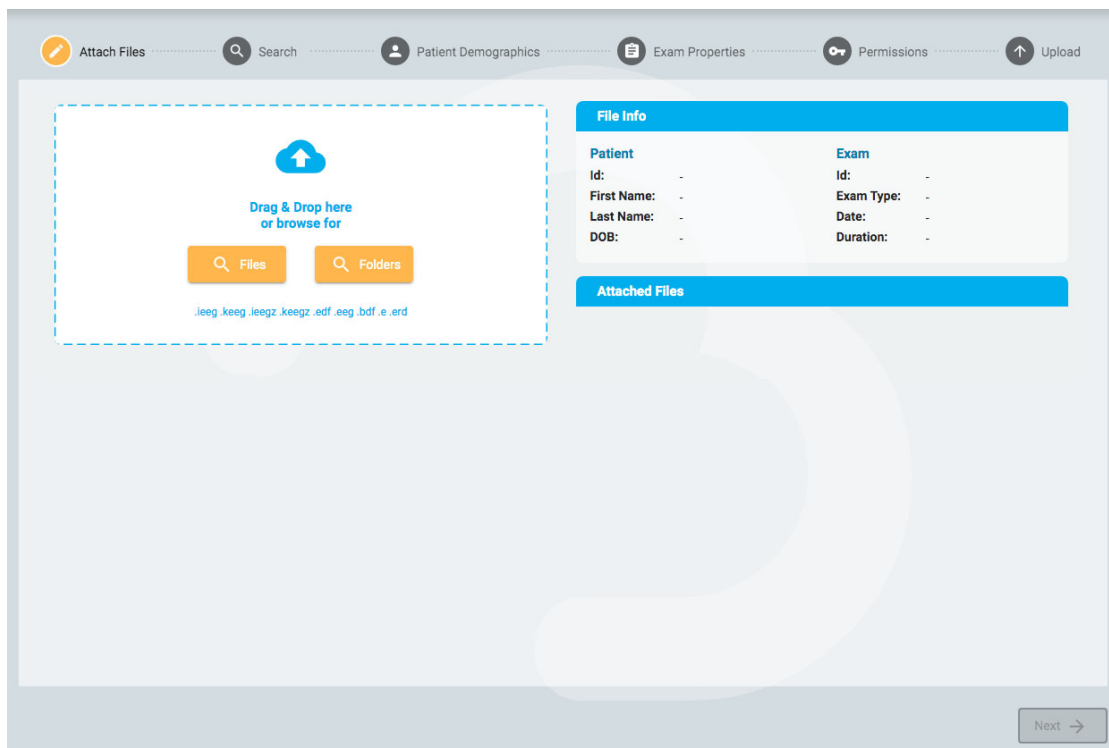 Attach Files
Search
Patient Demographics
Exam Properties
Permissions
Upload
Drag & Drop here
or browse for
Files
Folders
.ieeg .keeg .ieegz .keegz .edf .eeg .bdf .e .erd
File Info
Patient
Id: -
First Name: -
Last Name: -
DOB: -
Exam
Id: -
Exam Type: -
Date: -
Duration: -
Attached Files
Next